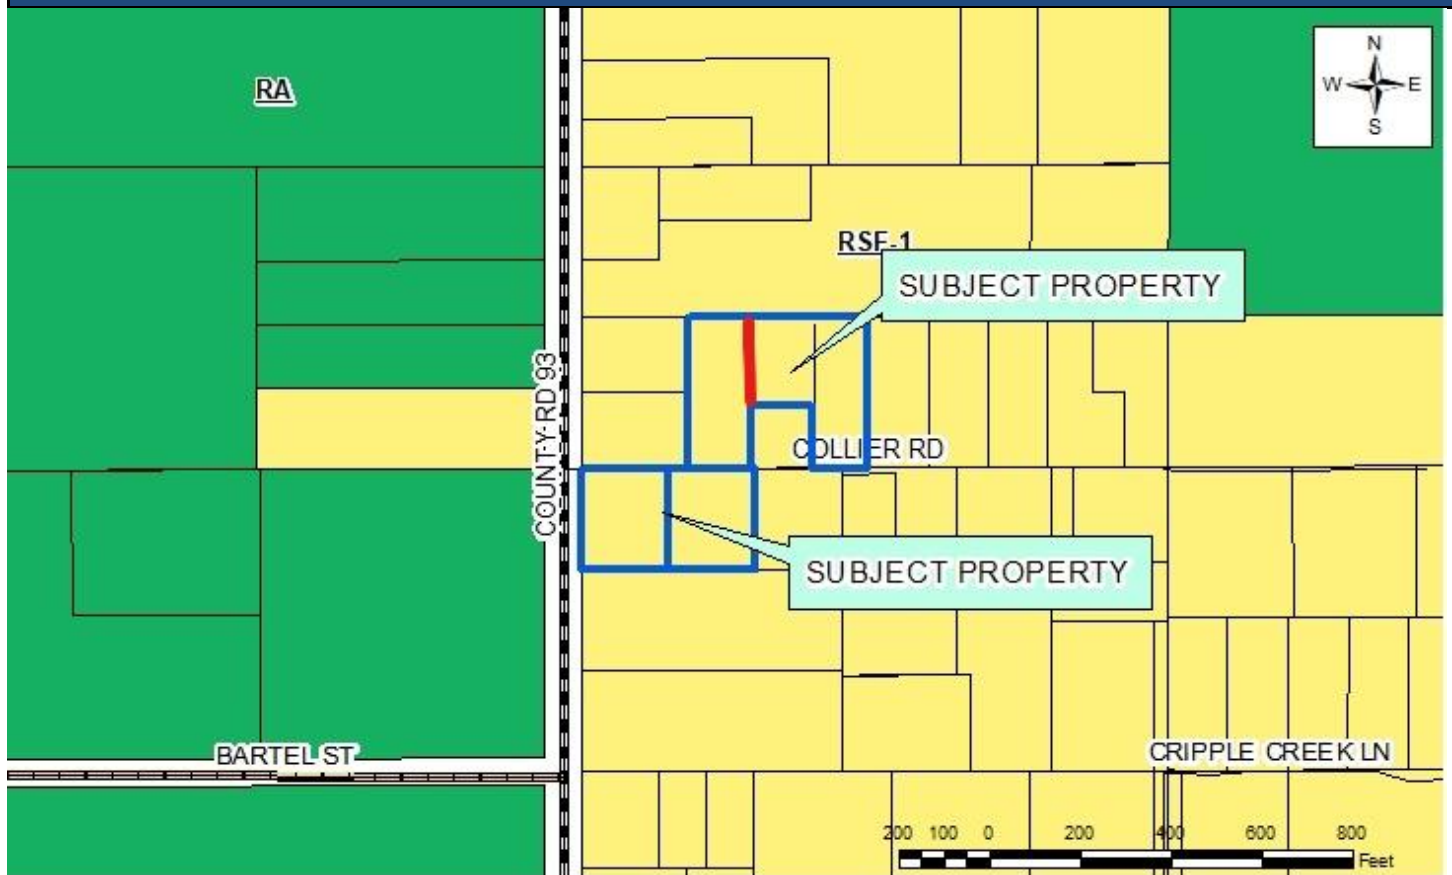 N
W E
S
RA
RSF-1
SUBJECT PROPERTY
COUNTY RD 93
COLLIER RD
SUBJECT PROPERTY
BARTEL ST
CRIPPLE CREEK LN
200 100 0 200 400 600 800
Feet